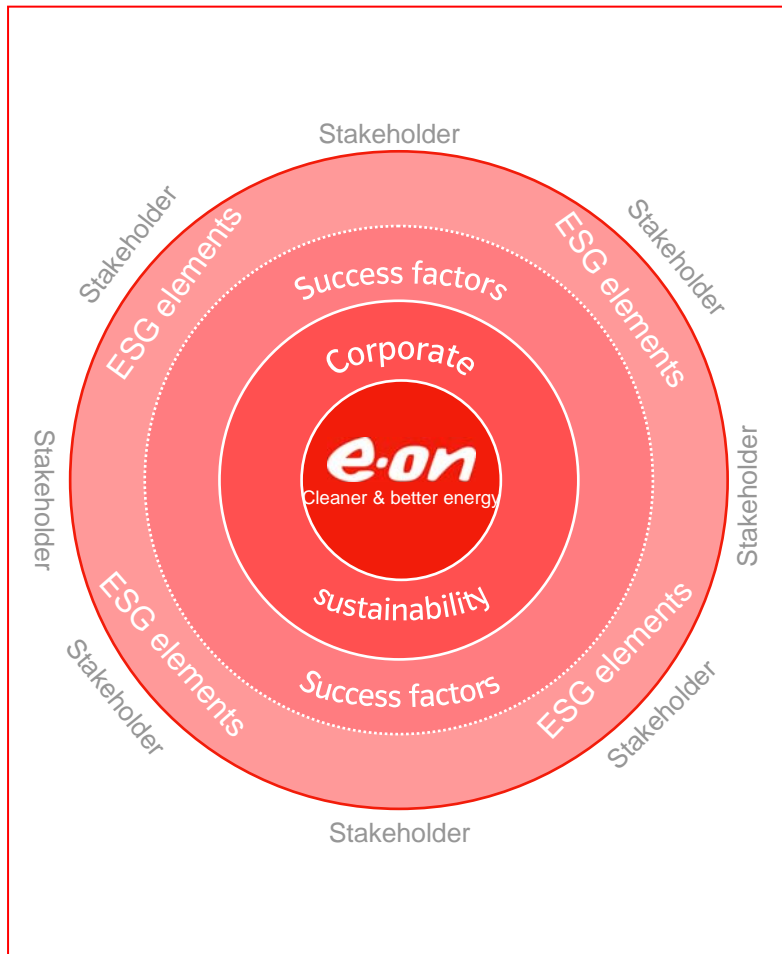 Stakeholder
Stakeholder
Stakeholder
ESG elements
ESG elements
Success factors
Corporate
e·on
Cleaner & better energy
Stakeholder
Stakeholder
sustainability
ESG elements
ESG elements
Success factors
Stakeholder
Stakeholder
Stakeholder